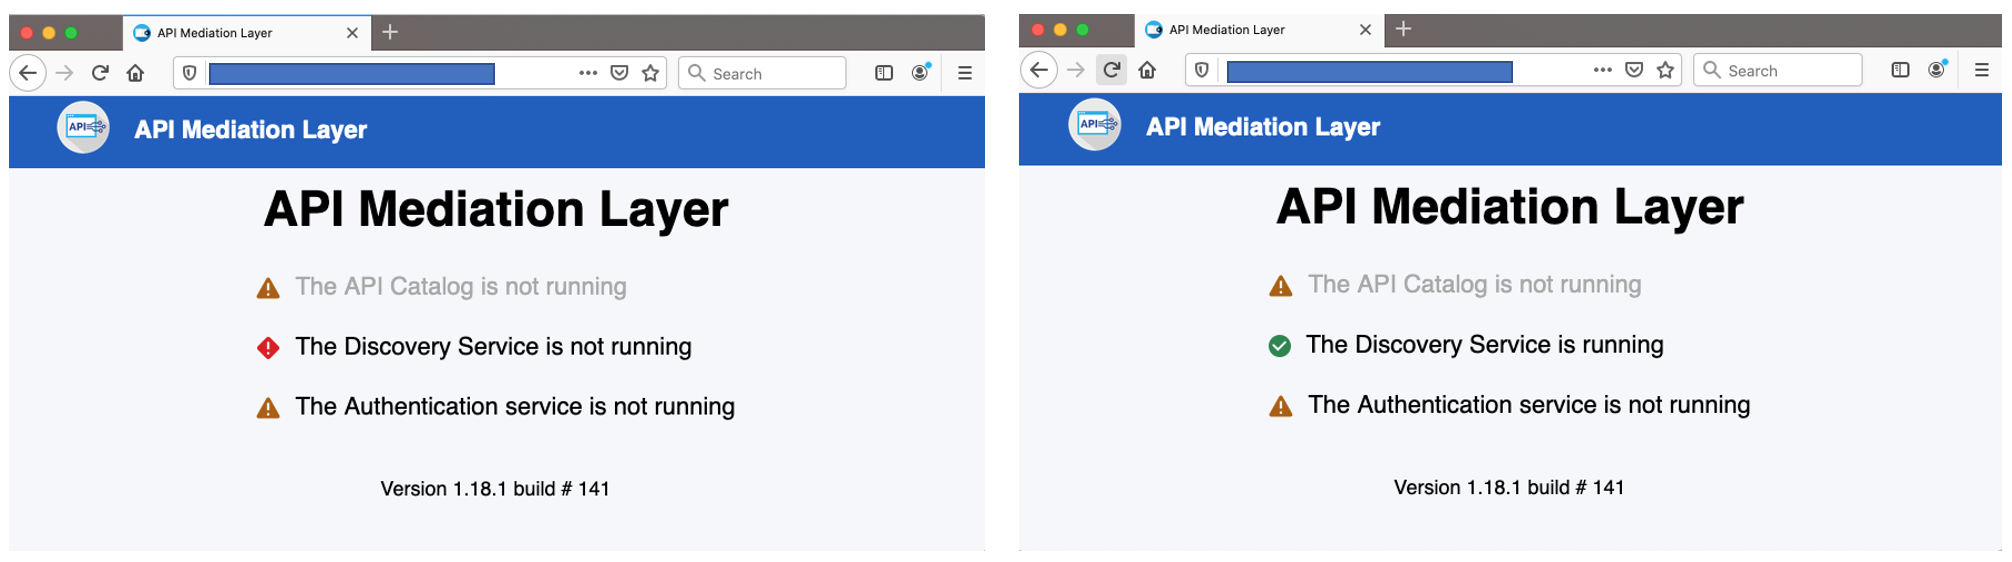 API Mediation Layer
Search
API
API Mediation Layer
API Mediation Layer
The API Catalog is not running
The Discovery Service is not running
The Authentication service is not running
Version 1.18.1 build # 141
API Mediation Layer
Search
API
API Mediation Layer
API Mediation Layer
The API Catalog is not running
The Discovery Service is running
The Authentication service is not running
Version 1.18.1 build # 141